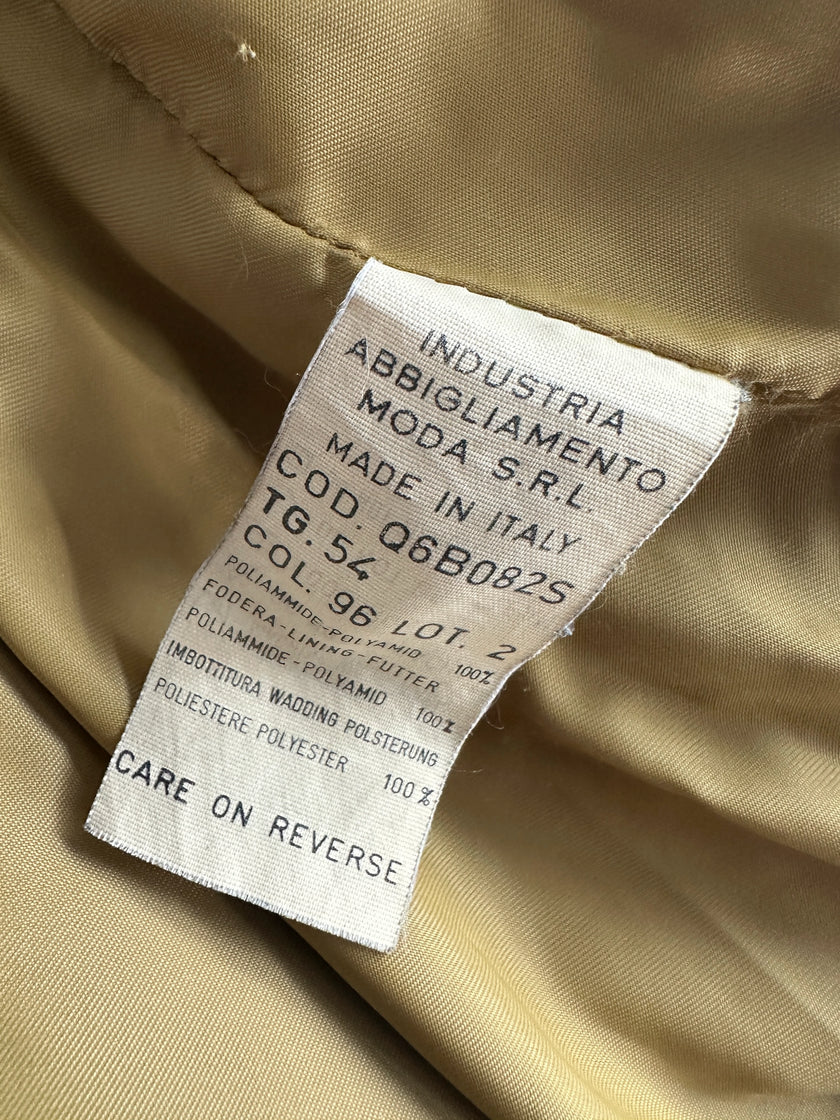 INDUSTRIA
ABBIGLIAMENTO
MODA S.R.L.
MADE IN ITALY
COD. Q6B082S
TG. 54
COL. 96 LOT. 2
POLIAMMIDE-POLYAMID 100%
FODERA-LINING-FUTTER
POLIAMMIDE-POLYAMID 100%
IMBOTTITURA WADDING POLSTERUNG
POLIESTERE POLYESTER 100%
CARE ON REVERSE